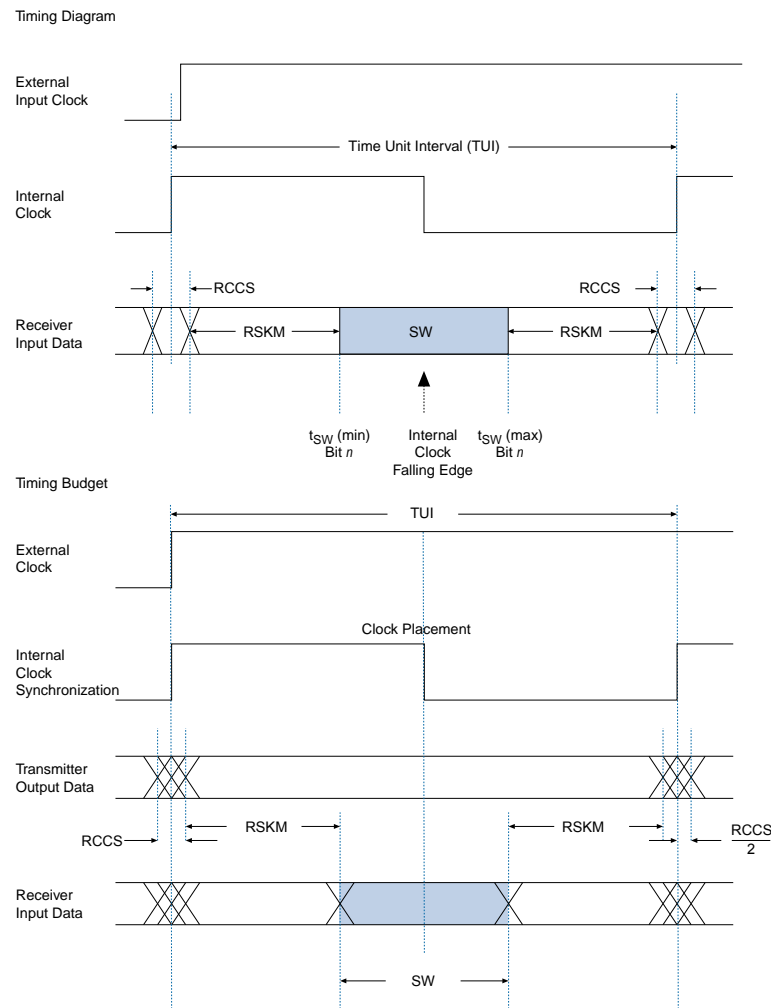 Timing Diagram
External
Input Clock
Time Unit Interval (TUI)
Internal
Clock
RCCS
RCCS
Receiver
Input Data
RSKM
SW
RSKM
tSW (min)
Bit n
Internal
Clock
Falling Edge
tSW (max)
Bit n
Timing Budget
TUI
External
Clock
Clock Placement
Internal
Clock
Synchronization
Transmitter
Output Data
RSKM
RSKM
RCCS
RCCS
2
Receiver
Input Data
SW